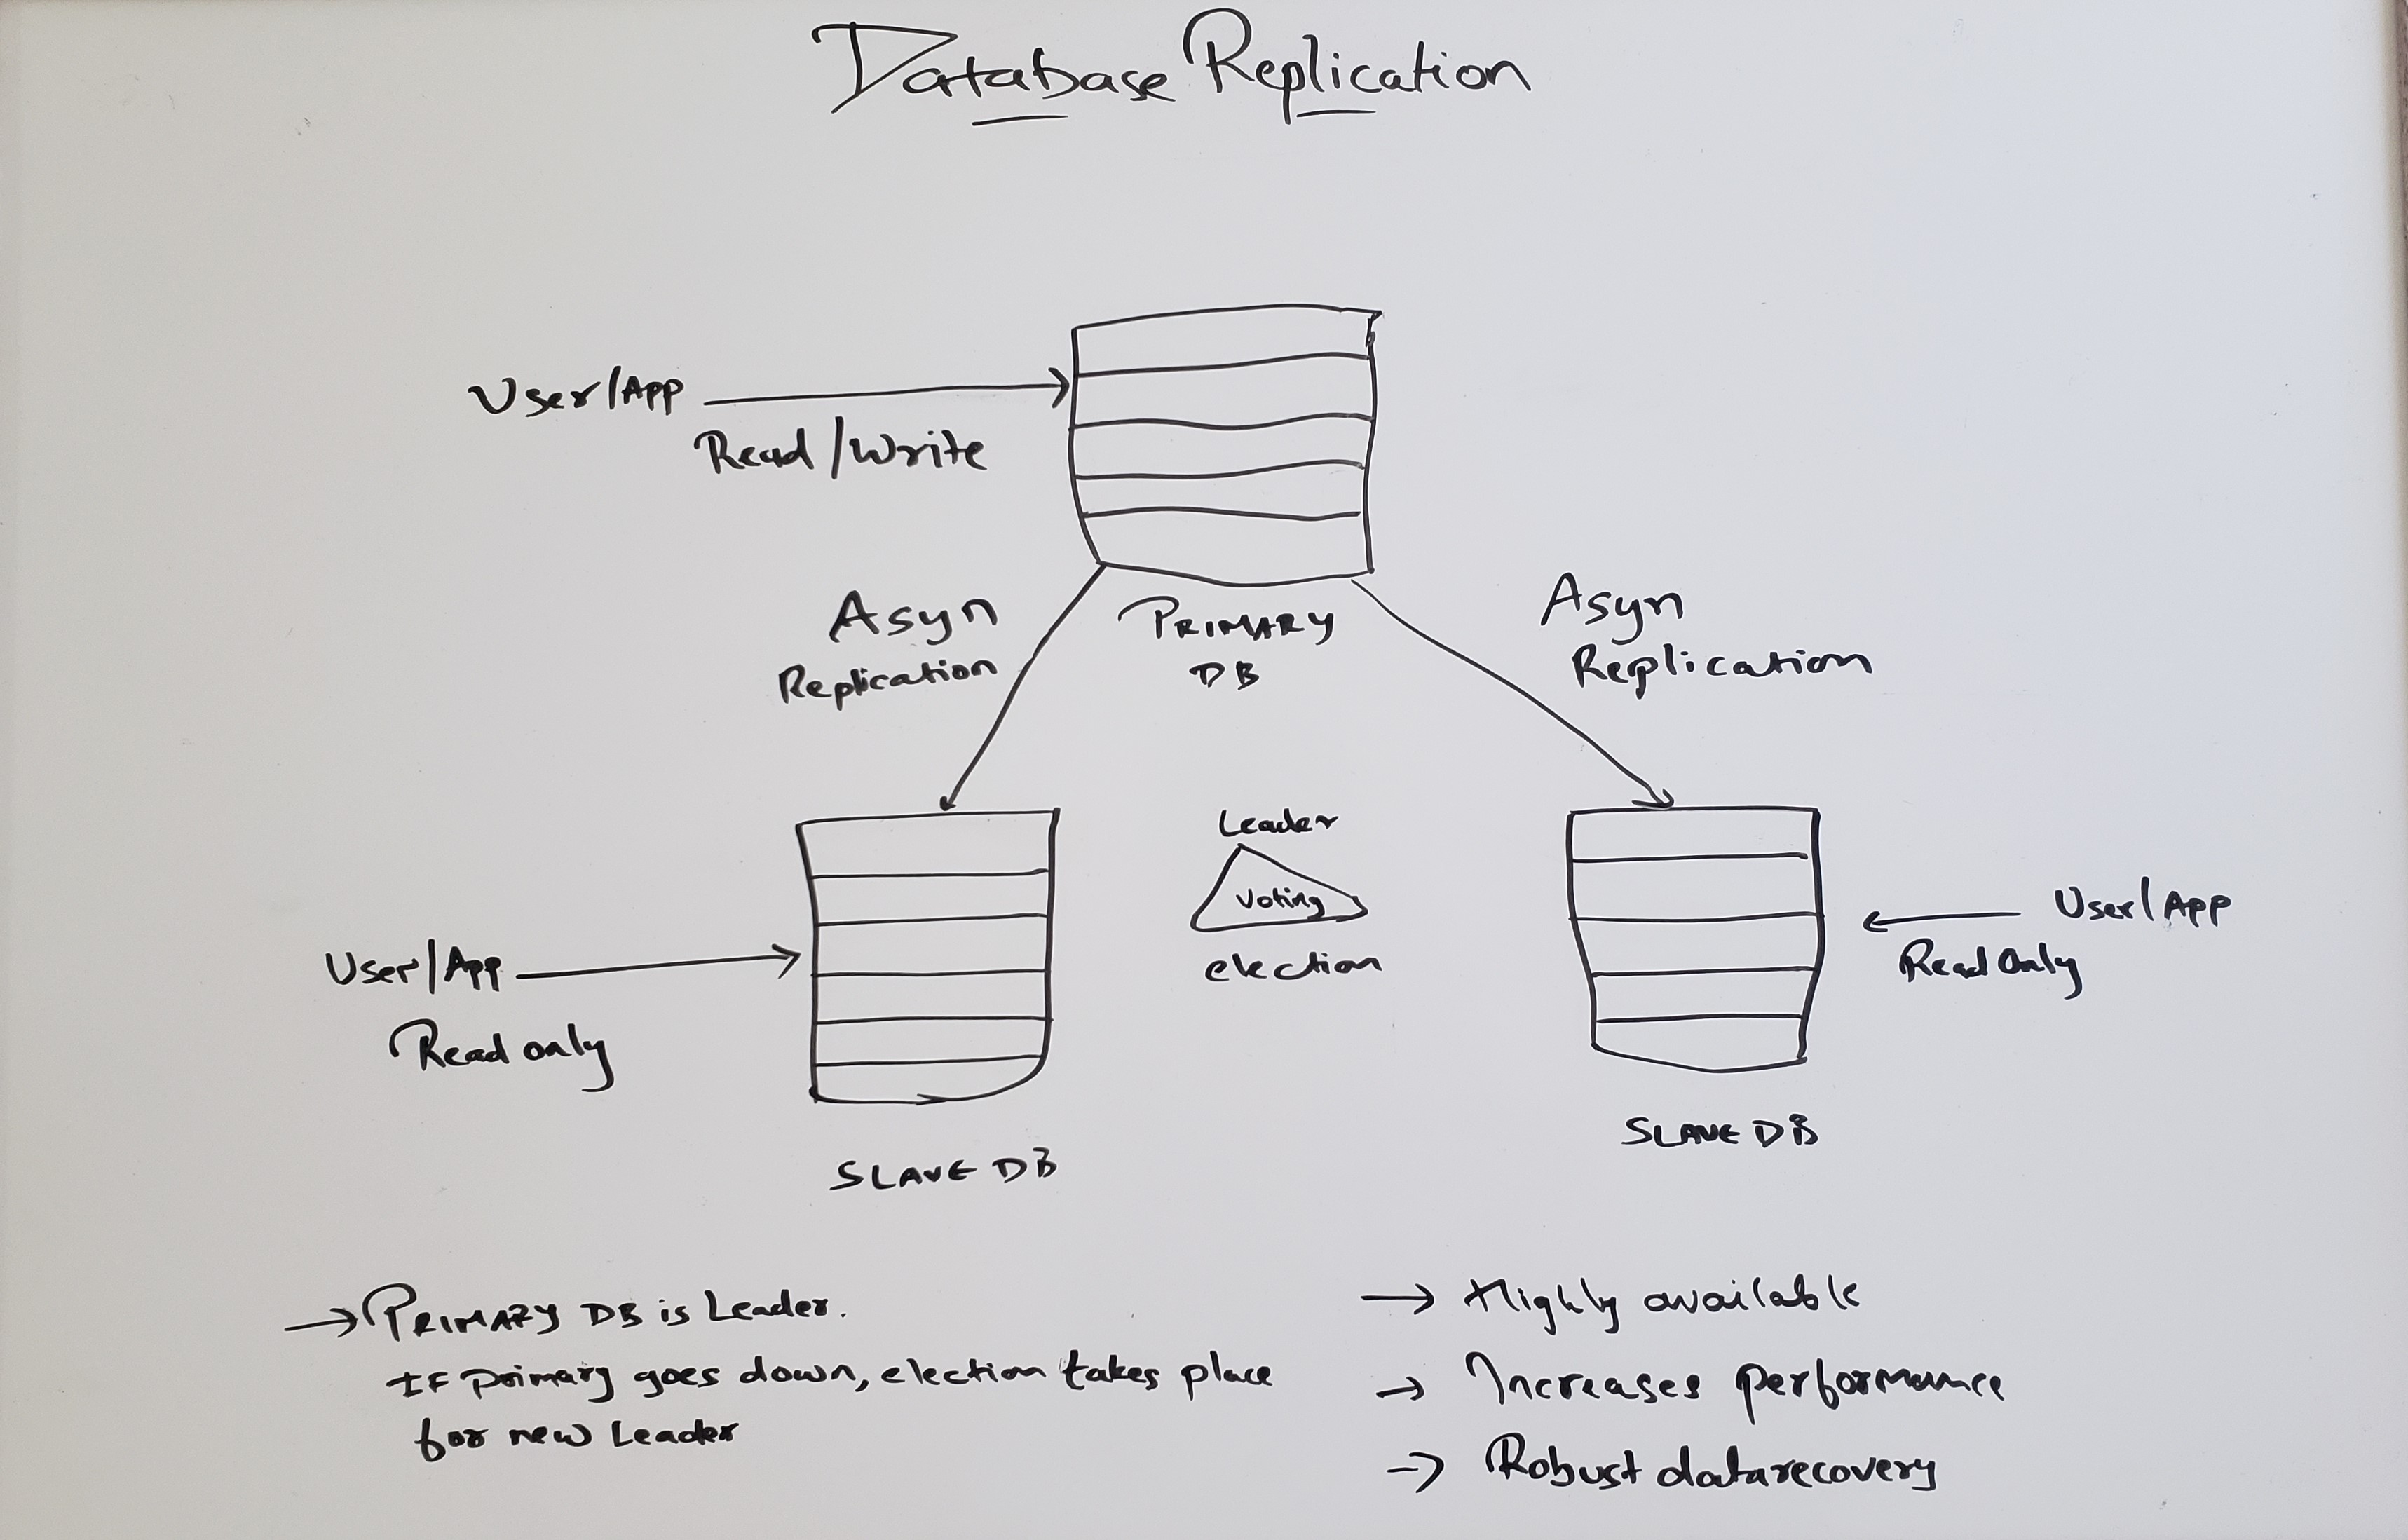 Database Replication
User/App
Read/Write
Asyn
Replication
PRIMARY
DB
Asyn
Replication
Leader
Voting
election
User/App
Read only
User/App
Read Only
SLAVE DB
SLAVE DB
→ PRIMARY DB is Leader.
IF primary goes down, election takes place
for new Leader
→ Highly available
→ Increases performance
→ Robust datarecovery